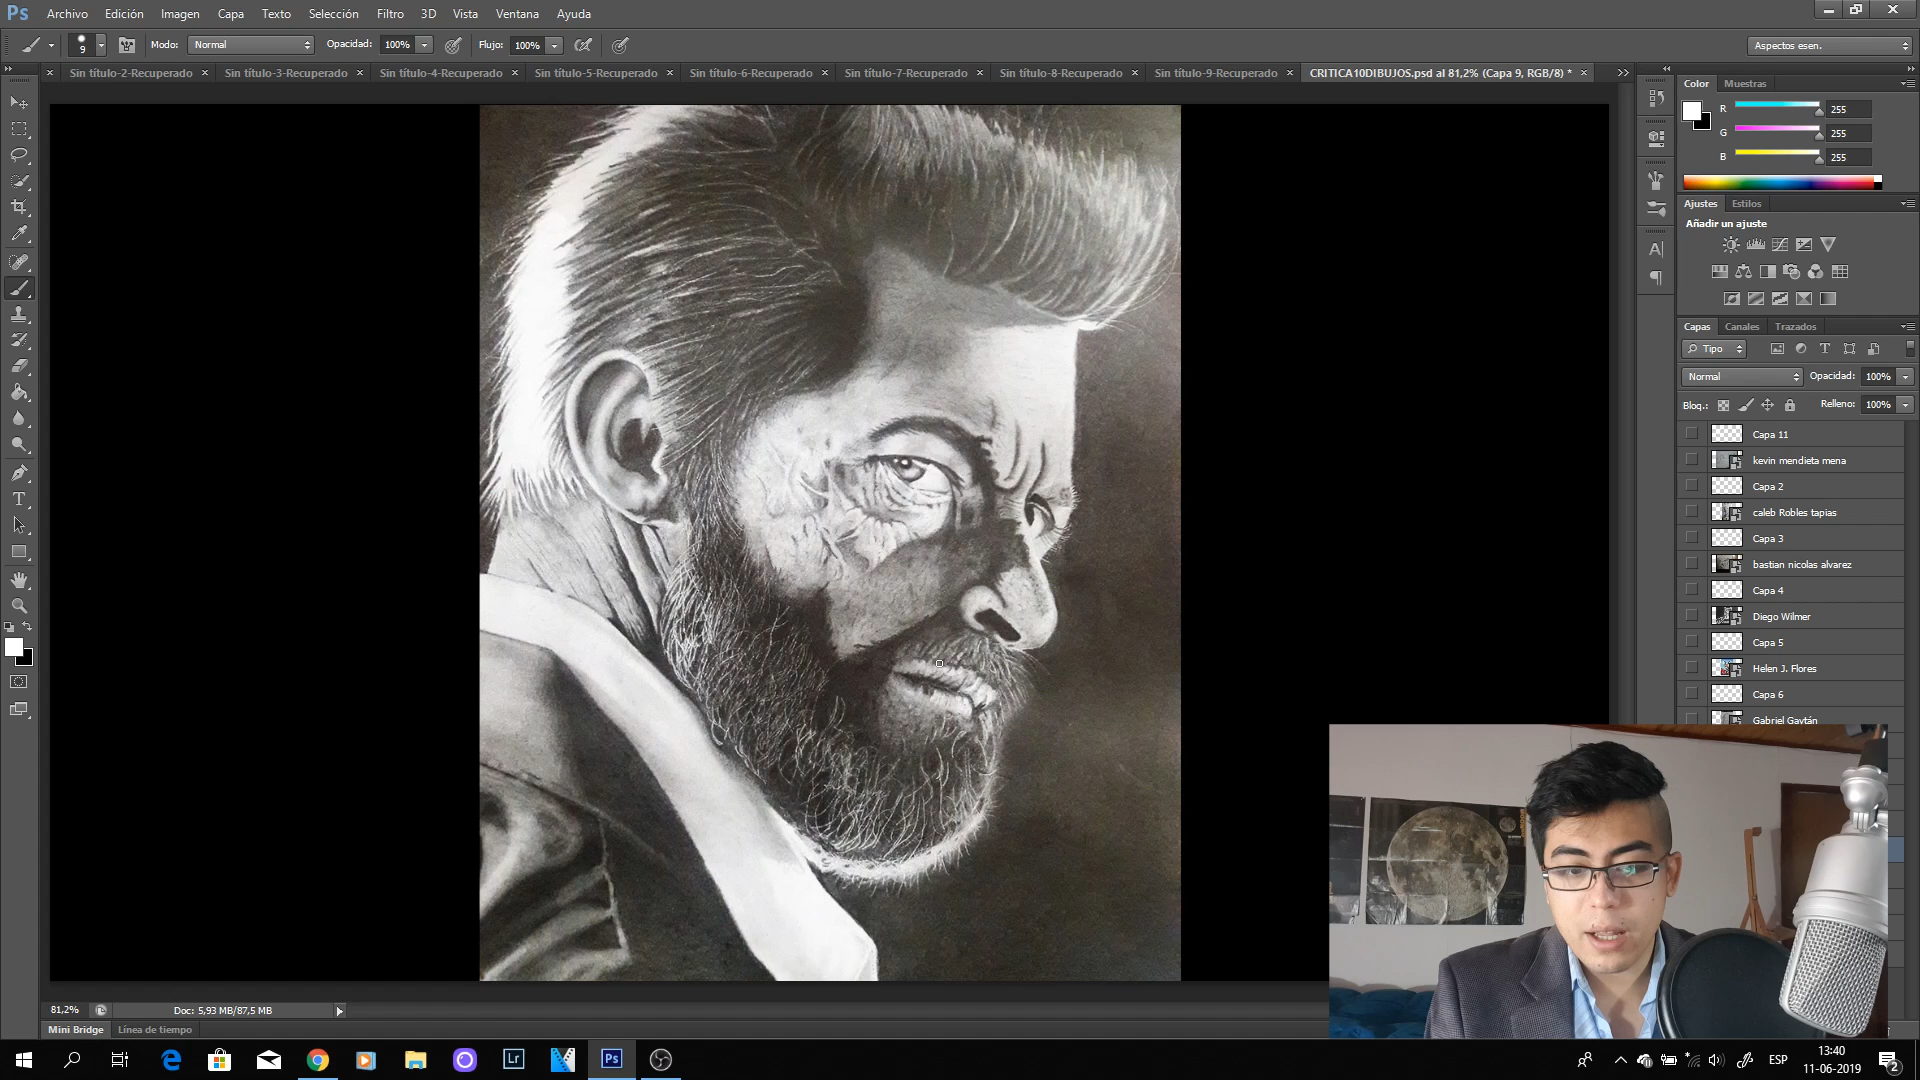 Ps Archivo Edición Imagen Capa Texto Selección Filtro 3D Vista Ventana Ayuda
9 Modo: Normal Opacidad: 100% Flujo: 100% Aspectos esen.
Sin título-2-Recuperado × Sin título-3-Recuperado × Sin título-4-Recuperado × Sin título-5-Recuperado × Sin título-6-Recuperado × Sin título-7-Recuperado × Sin título-8-Recuperado × Sin título-9-Recuperado × CRITICA10DIBUJOS.psd al 81,2% (Capa 9, RGB/8) * ×
Color Muestras
R 255
G 255
B 255
Ajustes Estilos
Añadir un ajuste
Capas Canales Trazados
Tipo
Normal Opacidad: 100%
Bloq.: Relleno: 100%
Capa 11
kevin mendieta mena
Capa 2
caleb Robles tapias
Capa 3
bastian nicolas alvarez
Capa 4
Diego Wilmer
Capa 5
Helen J. Flores
Capa 6
Gabriel Gaytán
81,2% Doc: 5,93 MB/87,5 MB
Mini Bridge Línea de tiempo
Lr Ps ESP 13:40
11-06-2019 2